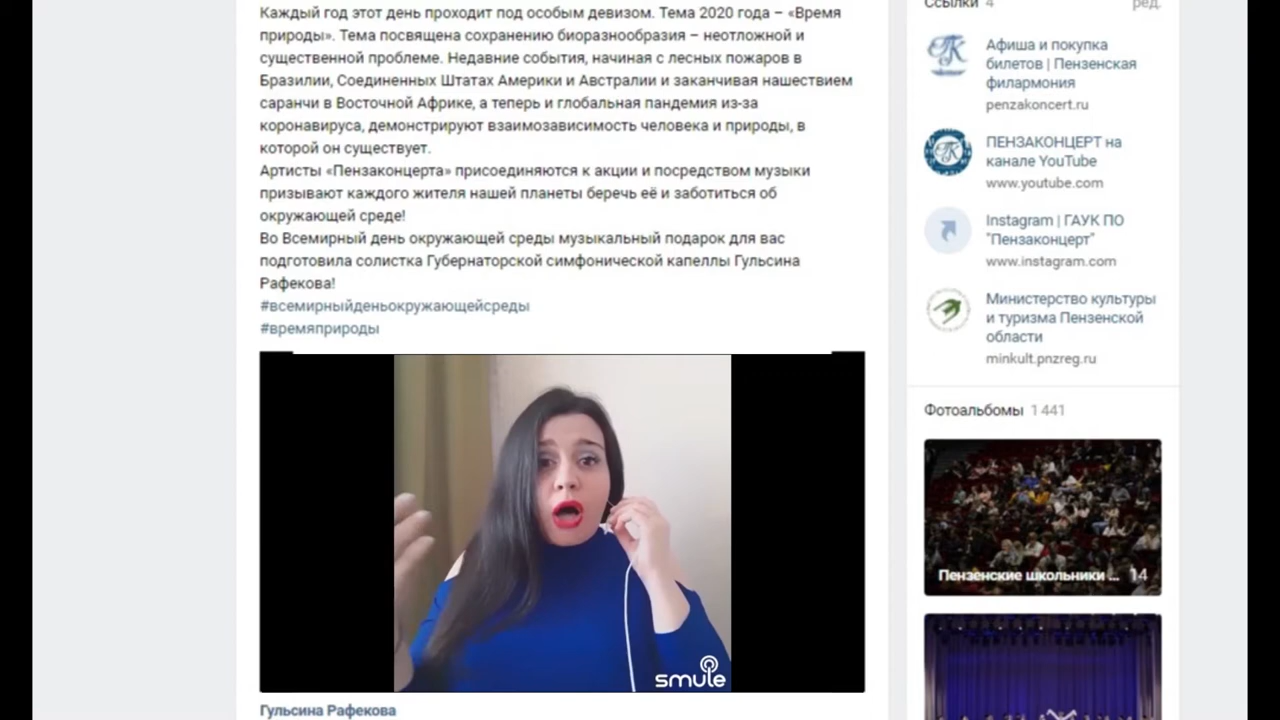 Каждый год этот день проходит под особым девизом. Тема 2020 года – «Время
природы». Тема посвящена сохранению биоразнообразия – неотложной и
существенной проблеме. Недавние события, начиная с лесных пожаров в
Бразилии, Соединенных Штатах Америки и Австралии и заканчивая нашествием
саранчи в Восточной Африке, а теперь и глобальная пандемия из-за
коронавируса, демонстрируют взаимозависимость человека и природы, в
которой он существует.
Артисты «Пензаконцерта» присоединяются к акции и посредством музыки
призывают каждого жителя нашей планеты беречь её и заботиться об
окружающей среде!
Во Всемирный день окружающей среды музыкальный подарок для вас
подготовила солистка Губернаторской симфонической капеллы Гульсина
Рафекова!
#всемирныйденьокружающейсреды
#времяприроды
smule
Гульсина Рафекова
Ссылки 4 ред.
Афиша и покупка
билетов | Пензенская
филармония
penzakoncert.ru
ПЕНЗАКОНЦЕРТ на
канале YouTube
www.youtube.com
Instagram | ГАУК ПО
"Пензаконцерт"
www.instagram.com
Министерство культуры
и туризма Пензенской
области
minkult.pnzreg.ru
Фотоальбомы 1 441
Пензенские школьники ... 14